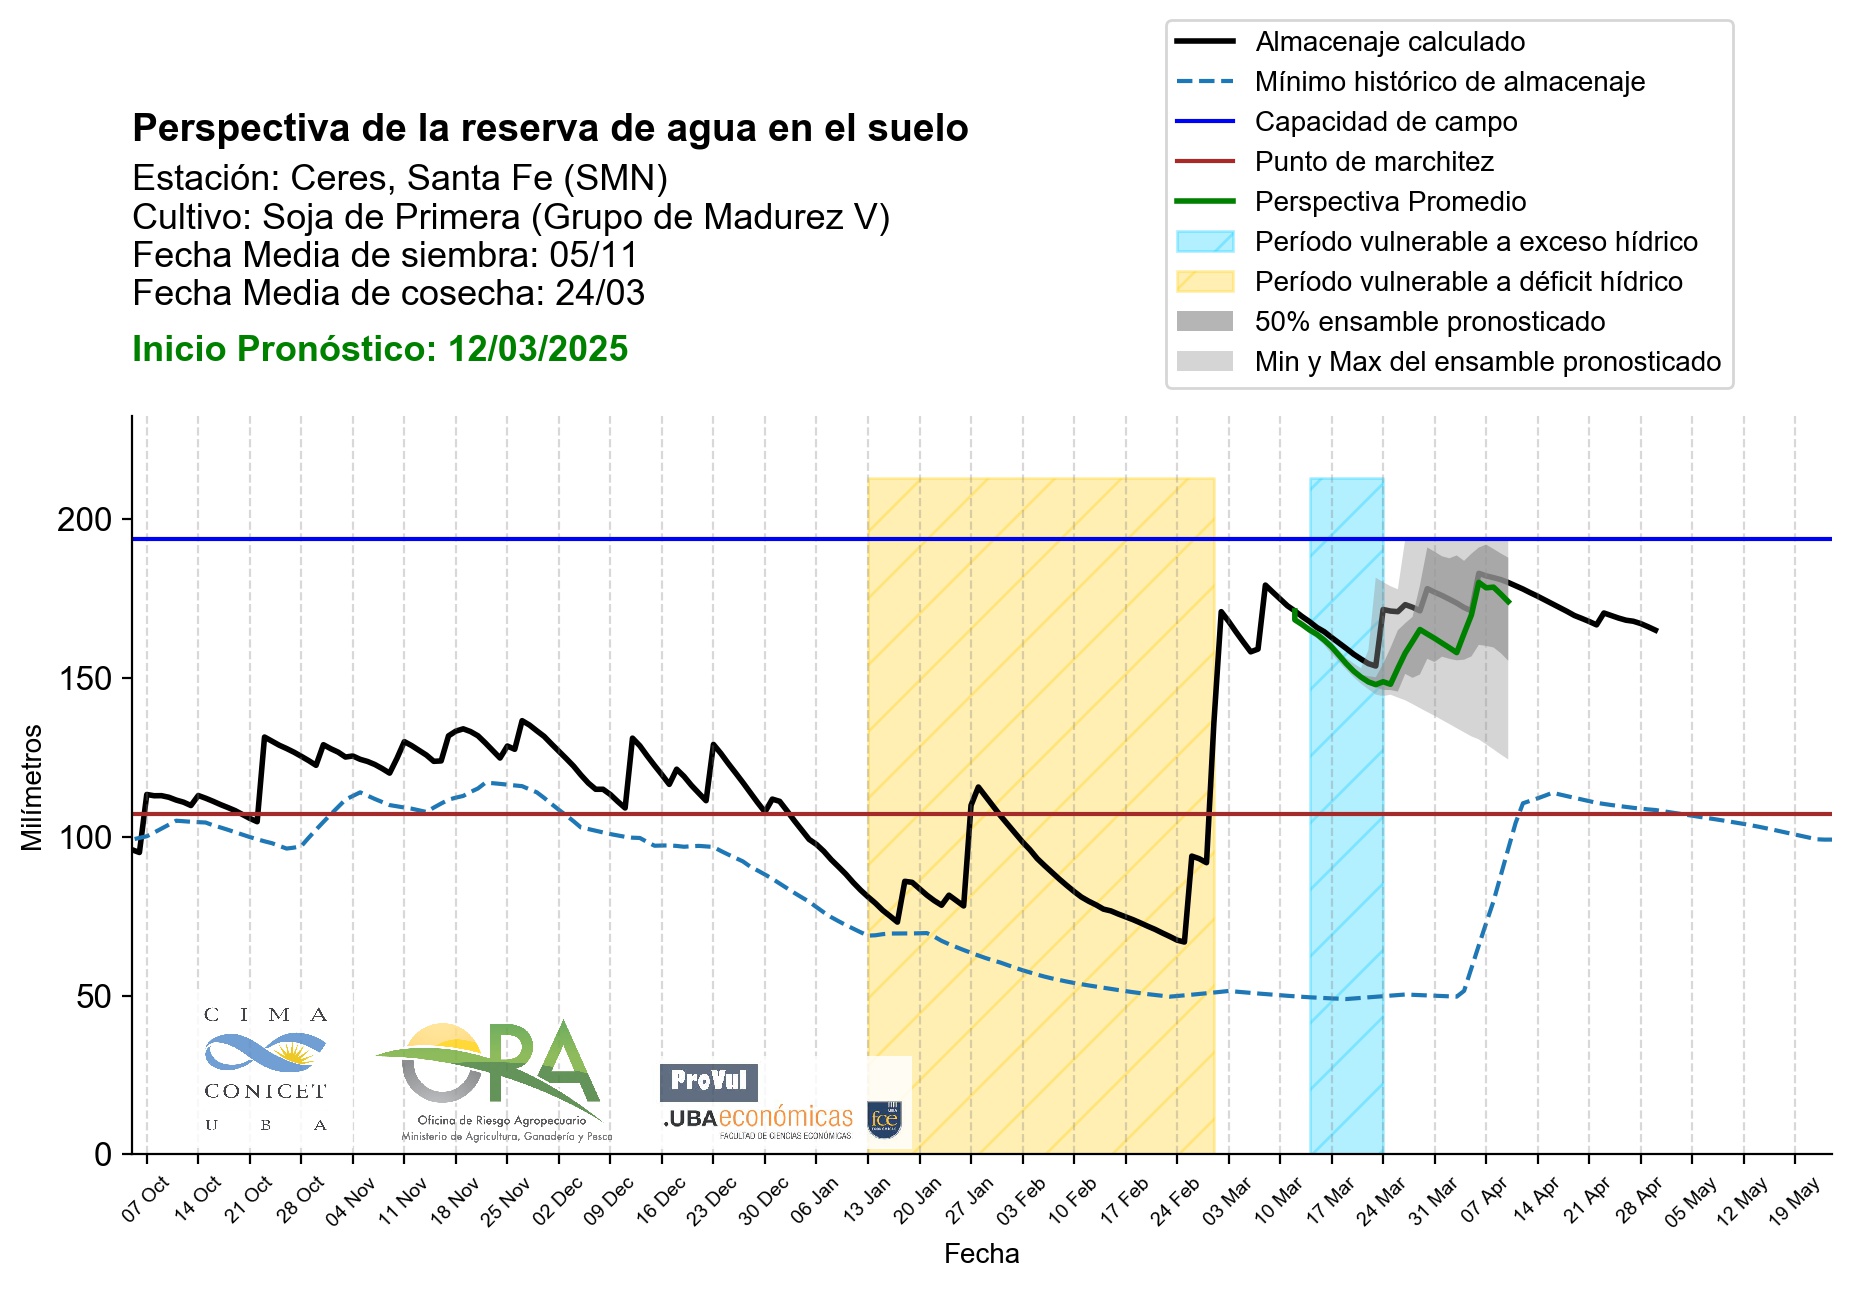 Almacenaje calculado
Mínimo histórico de almacenaje
Capacidad de campo
Punto de marchitez
Perspectiva Promedio
Período vulnerable a exceso hídrico
Período vulnerable a déficit hídrico
50% ensamble pronosticado
Min y Max del ensamble pronosticado
Perspectiva de la reserva de agua en el suelo
Estación: Ceres, Santa Fe (SMN)
Cultivo: Soja de Primera (Grupo de Madurez V)
Fecha Media de siembra: 05/11
Fecha Media de cosecha: 24/03
Inicio Pronóstico: 12/03/2025
Milímetros
200
150
100
50
0
CIMA
CONICET
UBA
ORA
Oficina de Riesgo Agropecuario
Ministerio de Agricultura, Ganadería y Pesca
ProVul
.UBAeconómicas
FACULTAD DE CIENCIAS ECONÓMICAS
UBA
fce
07 Oct 14 Oct 21 Oct 28 Oct 04 Nov 11 Nov 18 Nov 25 Nov 02 Dec 09 Dec 16 Dec 23 Dec 30 Dec 06 Jan 13 Jan 20 Jan 27 Jan 03 Feb 10 Feb 17 Feb 24 Feb 03 Mar 10 Mar 17 Mar 24 Mar 31 Mar 07 Apr 14 Apr 21 Apr 28 Apr 05 May 12 May 19 May
Fecha